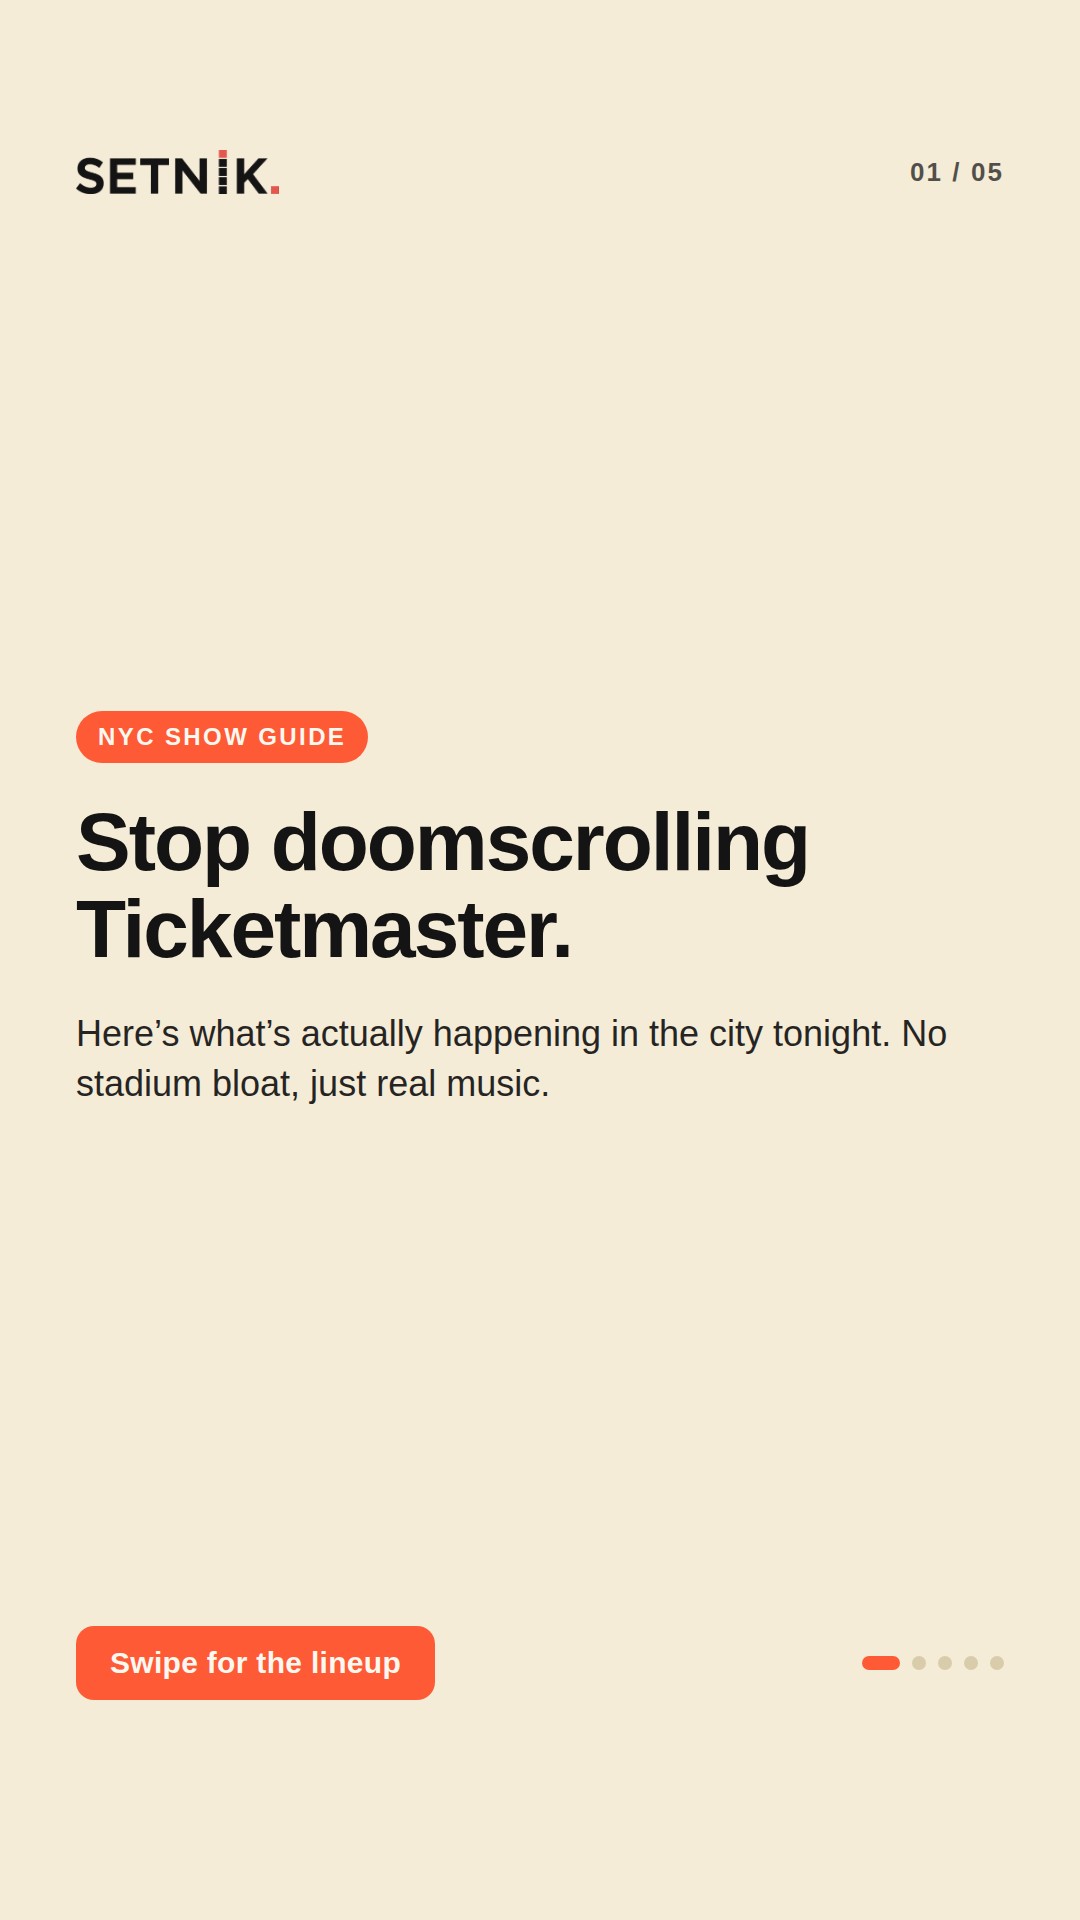 SETNIK.
01 / 05
NYC SHOW GUIDE
Stop doomscrolling
Ticketmaster.
Here’s what’s actually happening in the city tonight. No
stadium bloat, just real music.
Swipe for the lineup